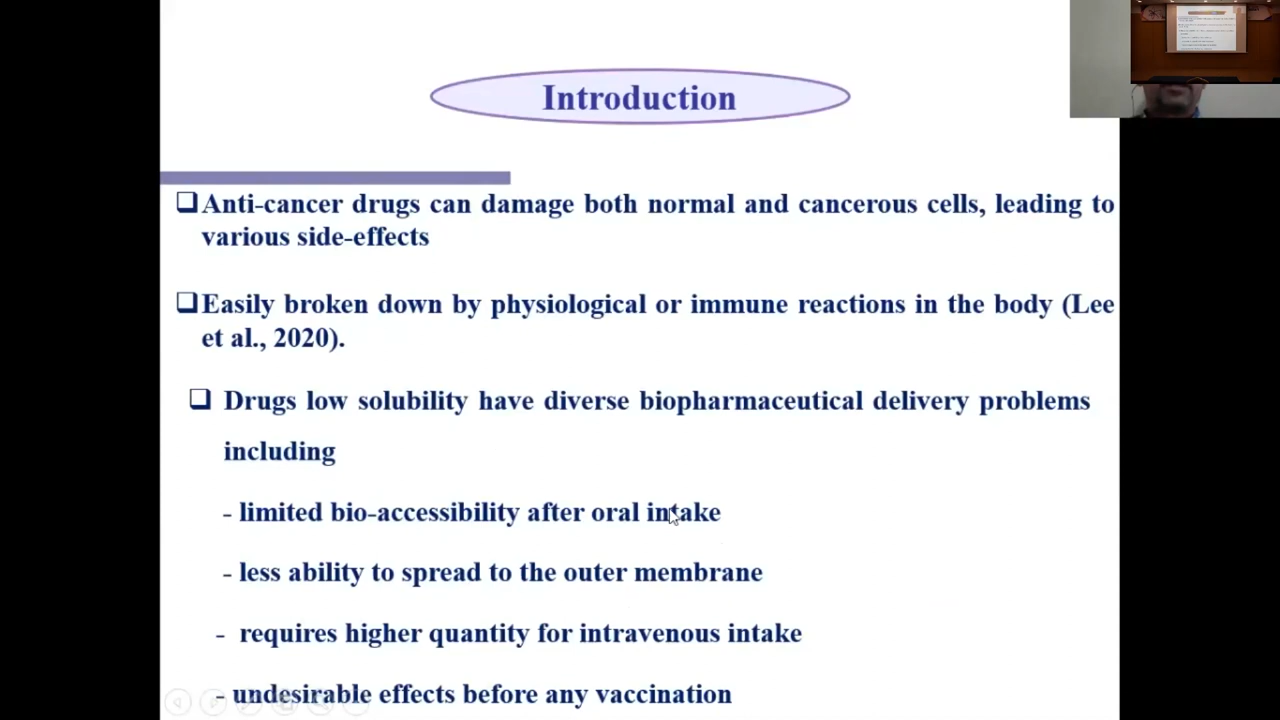 Introduction
❑Anti-cancer drugs can damage both normal and cancerous cells, leading to
various side-effects
❑Easily broken down by physiological or immune reactions in the body (Lee
et al., 2020).
❑ Drugs low solubility have diverse biopharmaceutical delivery problems
including
- limited bio-accessibility after oral intake
- less ability to spread to the outer membrane
- requires higher quantity for intravenous intake
- undesirable effects before any vaccination